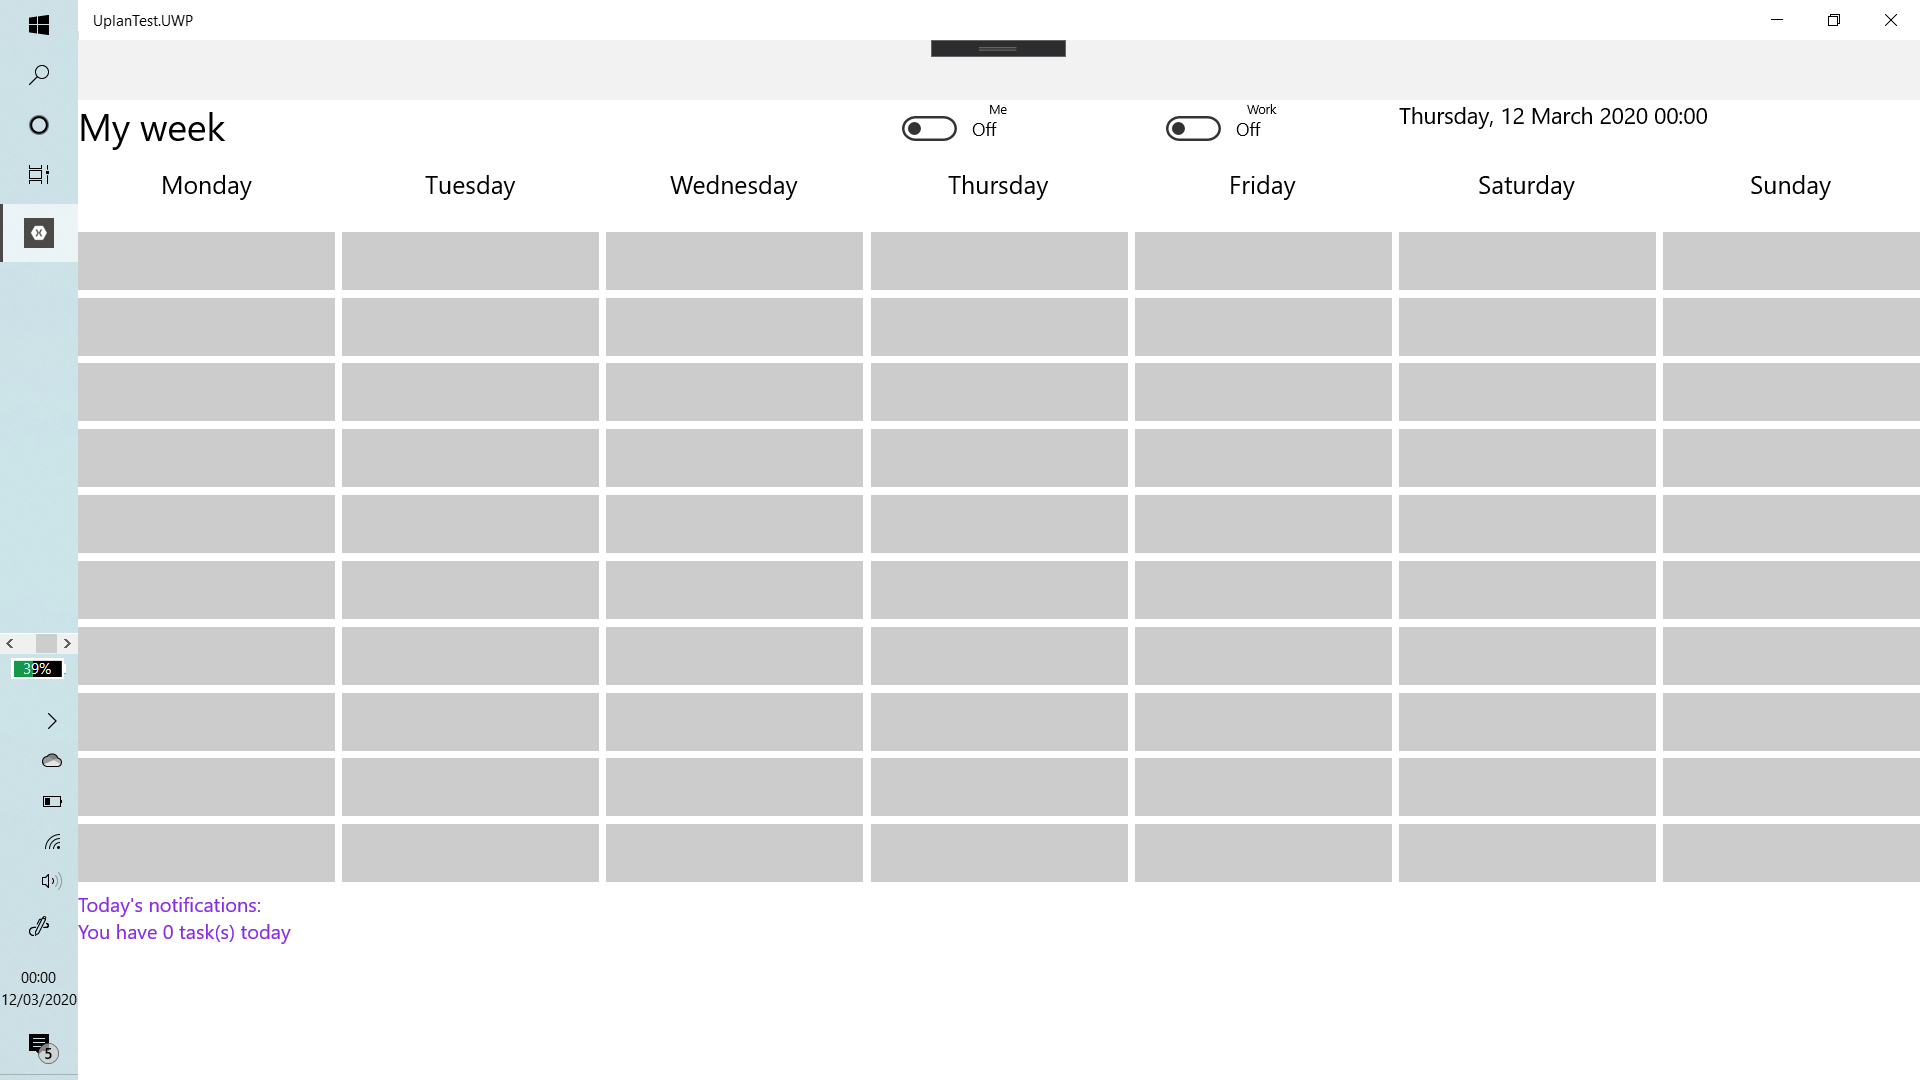 UplanTest.UWP
My week
Me
Off
Work
Off
Thursday, 12 March 2020 00:00
Monday Tuesday Wednesday Thursday Friday Saturday Sunday
39%
Today's notifications:
You have 0 task(s) today
00:00
12/03/2020
5